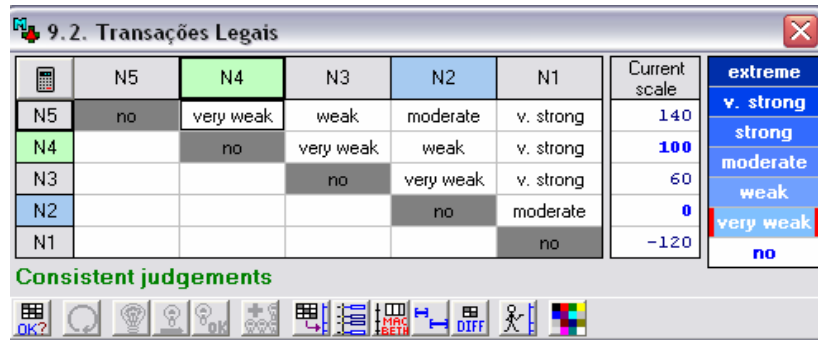 9.2. Transações Legais
N5 N4 N3 N2 N1 Current scale
N5 no very weak weak moderate v. strong 140
N4 no very weak weak v. strong 100
N3 no very weak v. strong 60
N2 no moderate 0
N1 no -120
extreme
v. strong
strong
moderate
weak
very weak
no
Consistent judgements
OK? OK MAC BETH DIFF